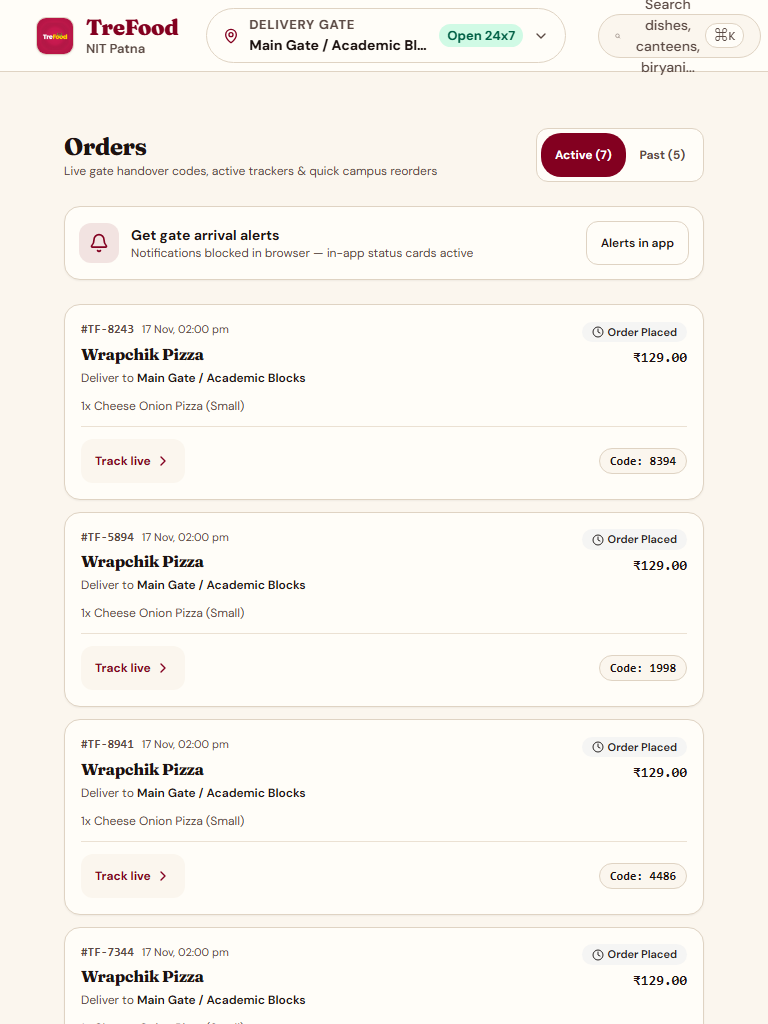 TreFood
TreFood
NIT Patna
DELIVERY GATE
Main Gate / Academic Bl...
Open 24x7
Search
dishes,
canteens,
biryani...
⌘K
Orders
Live gate handover codes, active trackers & quick campus reorders
Active (7)
Past (5)
Get gate arrival alerts
Notifications blocked in browser — in-app status cards active
Alerts in app
#TF-8243 17 Nov, 02:00 pm
Order Placed
Wrapchik Pizza
₹129.00
Deliver to Main Gate / Academic Blocks
1x Cheese Onion Pizza (Small)
Track live
Code: 8394
#TF-5894 17 Nov, 02:00 pm
Order Placed
Wrapchik Pizza
₹129.00
Deliver to Main Gate / Academic Blocks
1x Cheese Onion Pizza (Small)
Track live
Code: 1998
#TF-8941 17 Nov, 02:00 pm
Order Placed
Wrapchik Pizza
₹129.00
Deliver to Main Gate / Academic Blocks
1x Cheese Onion Pizza (Small)
Track live
Code: 4486
#TF-7344 17 Nov, 02:00 pm
Order Placed
Wrapchik Pizza
₹129.00
Deliver to Main Gate / Academic Blocks